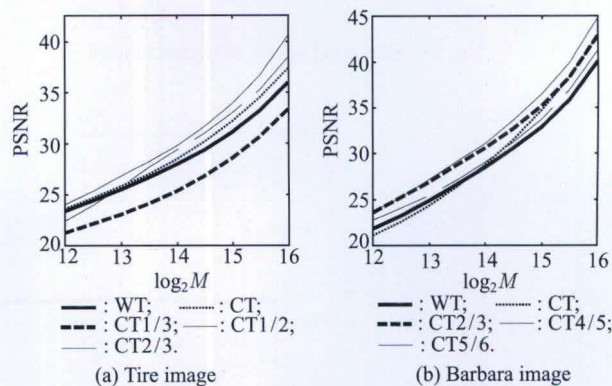 40
35
30
25
20
12 13 14 15 16
PSNR
log₂M
: WT; : CT;
: CT1/3; : CT1/2;
: CT2/3.
(a) Tire image
45
40
35
30
25
20
12 13 14 15 16
PSNR
log₂M
: WT; : CT,
: CT2/3; : CT4/5;
: CT5/6.
(b) Barbara image